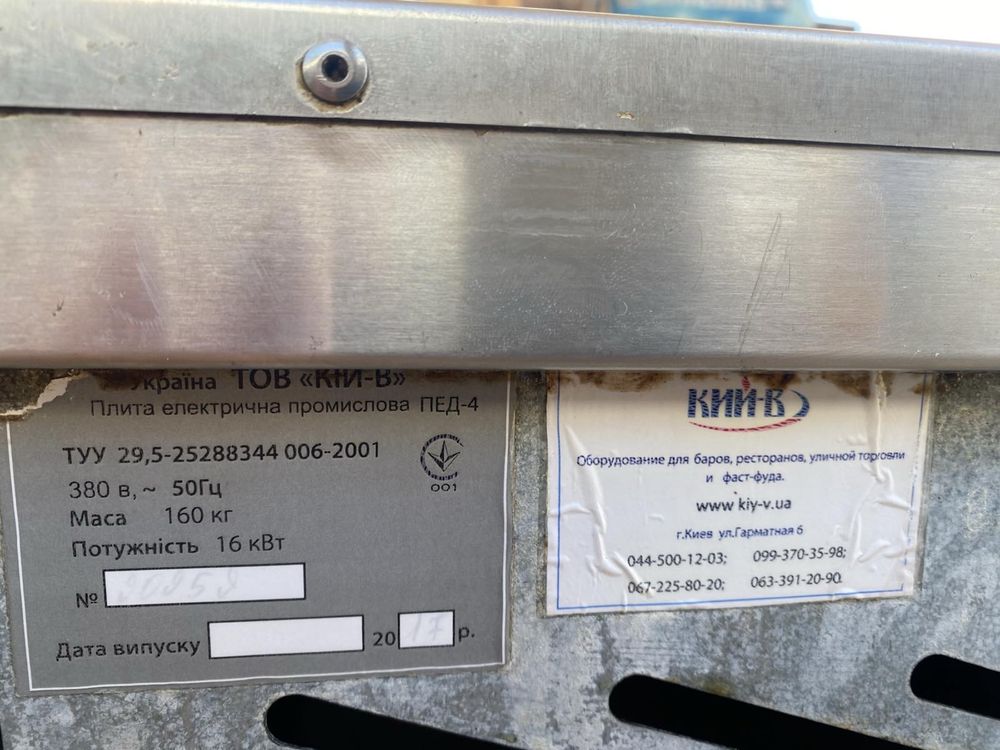 Україна ТОВ «КІЙ-В»
Плита електрична промислова ПЕД-4
ТУУ 29,5-25288344 006-2001
001
380 в, ~ 50Гц
Маса 160 кг
Потужність 16 кВт
№
Дата випуску 20 17 р.
КИЙ-В
Оборудование для баров, ресторанов, уличной торговли
и фаст-фуда.
www kiy-v.ua
г.Киев ул.Гарматная 6
044-500-12-03; 099-370-35-98;
067-225-80-20; 063-391-20-90